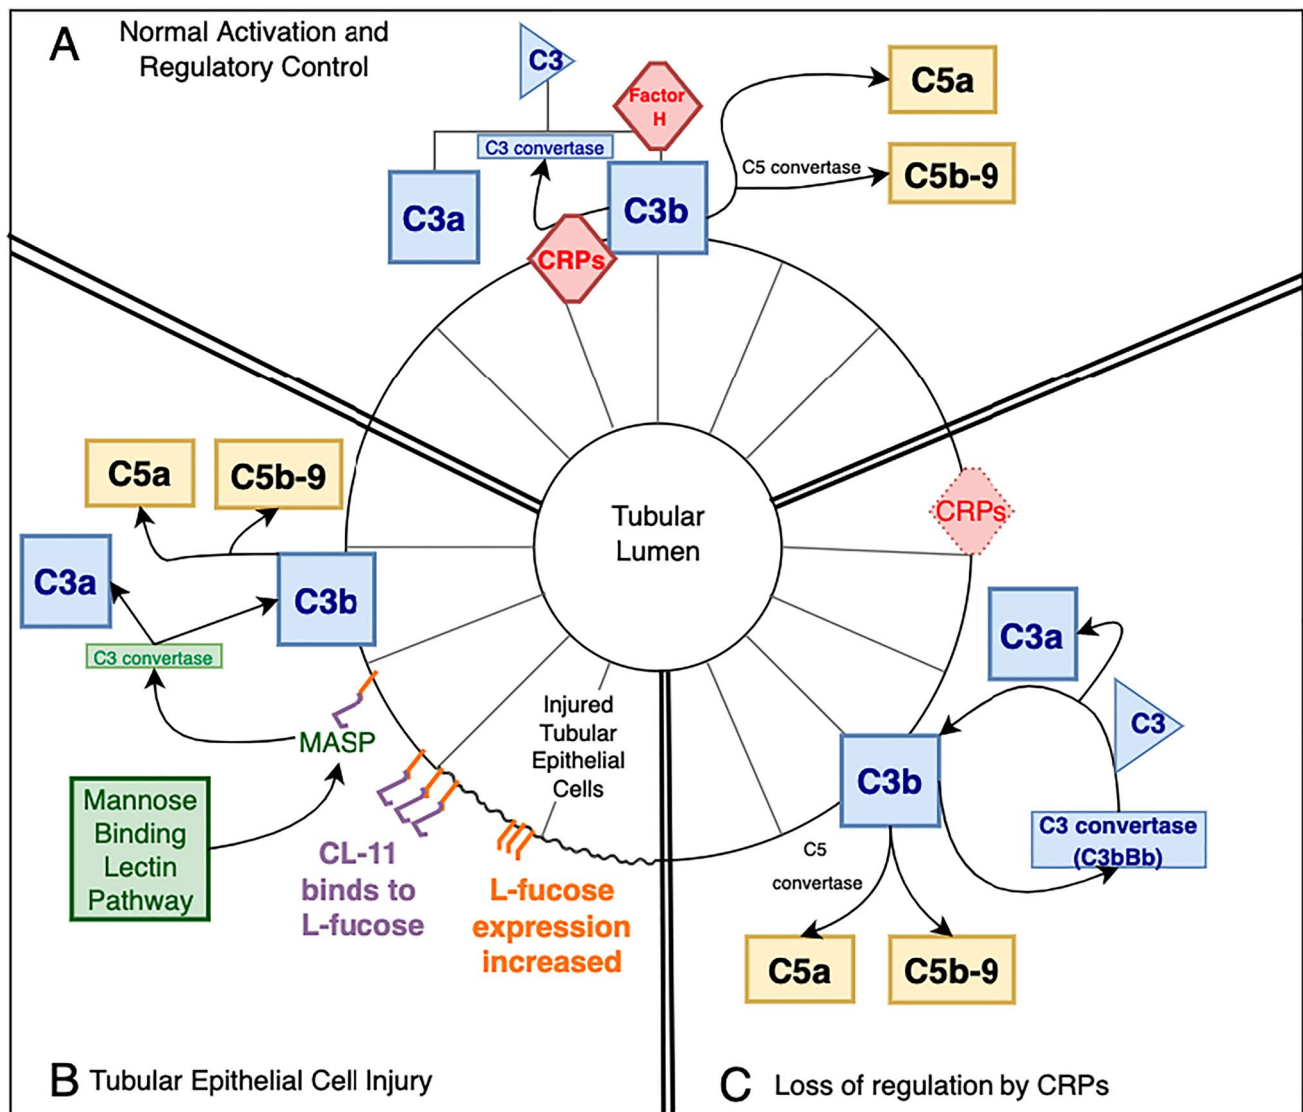 A
Normal Activation and
Regulatory Control
C3
Factor
H
C3 convertase
C3a
C3b
CRPs
C5a
C5 convertase
C5b-9
Tubular
Lumen
C5a
C5b-9
C3a
C3b
C3 convertase
MASP
Mannose
Binding
Lectin
Pathway
CL-11
binds to
L-fucose
L-fucose
expression
increased
Injured
Tubular
Epithelial
Cells
B
Tubular Epithelial Cell Injury
CRPs
C3a
C3
C3b
C3 convertase
(C3bBb)
C5
convertase
C5a
C5b-9
C
Loss of regulation by CRPs